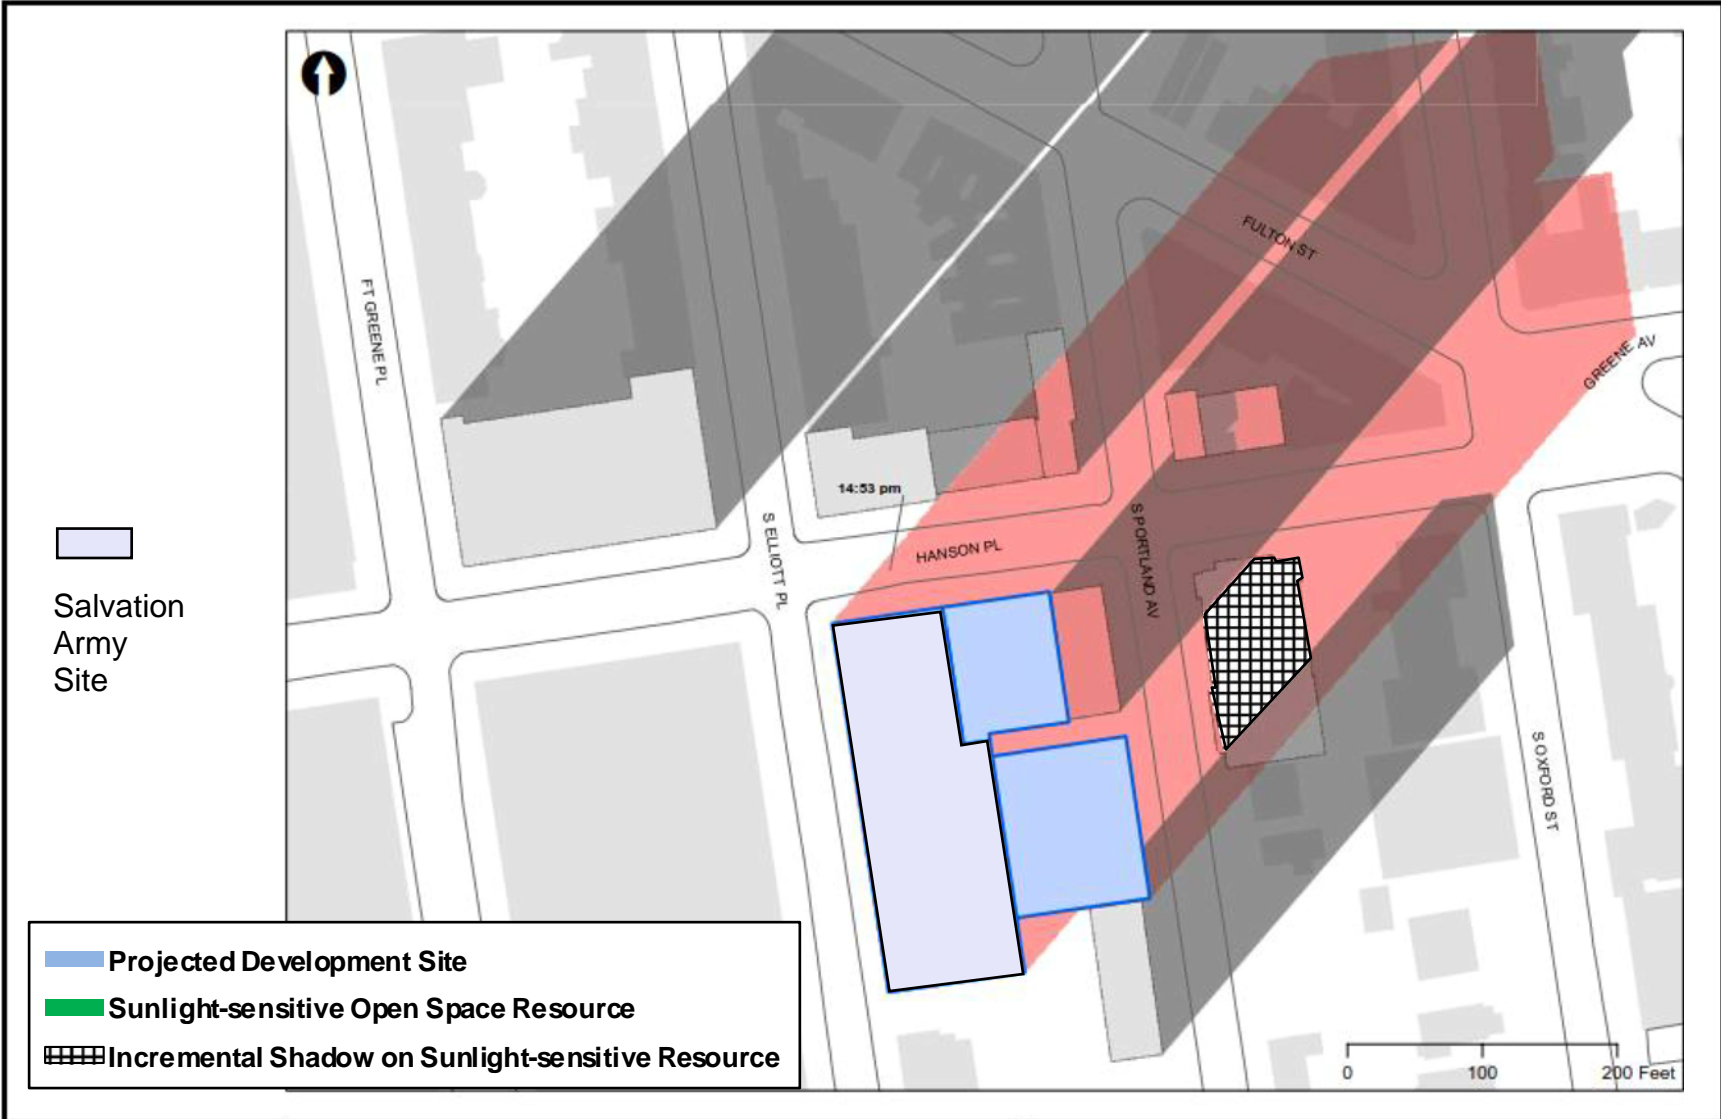 FULTON ST
FT GREENE PL
GREENE AV
14:53 pm
S ELLIOTT PL
HANSON PL
S PORTLAND AV
Salvation
Army
Site
S OXFORD ST
Projected Development Site
Sunlight-sensitive Open Space Resource
Incremental Shadow on Sunlight-sensitive Resource
0 100 200 Feet